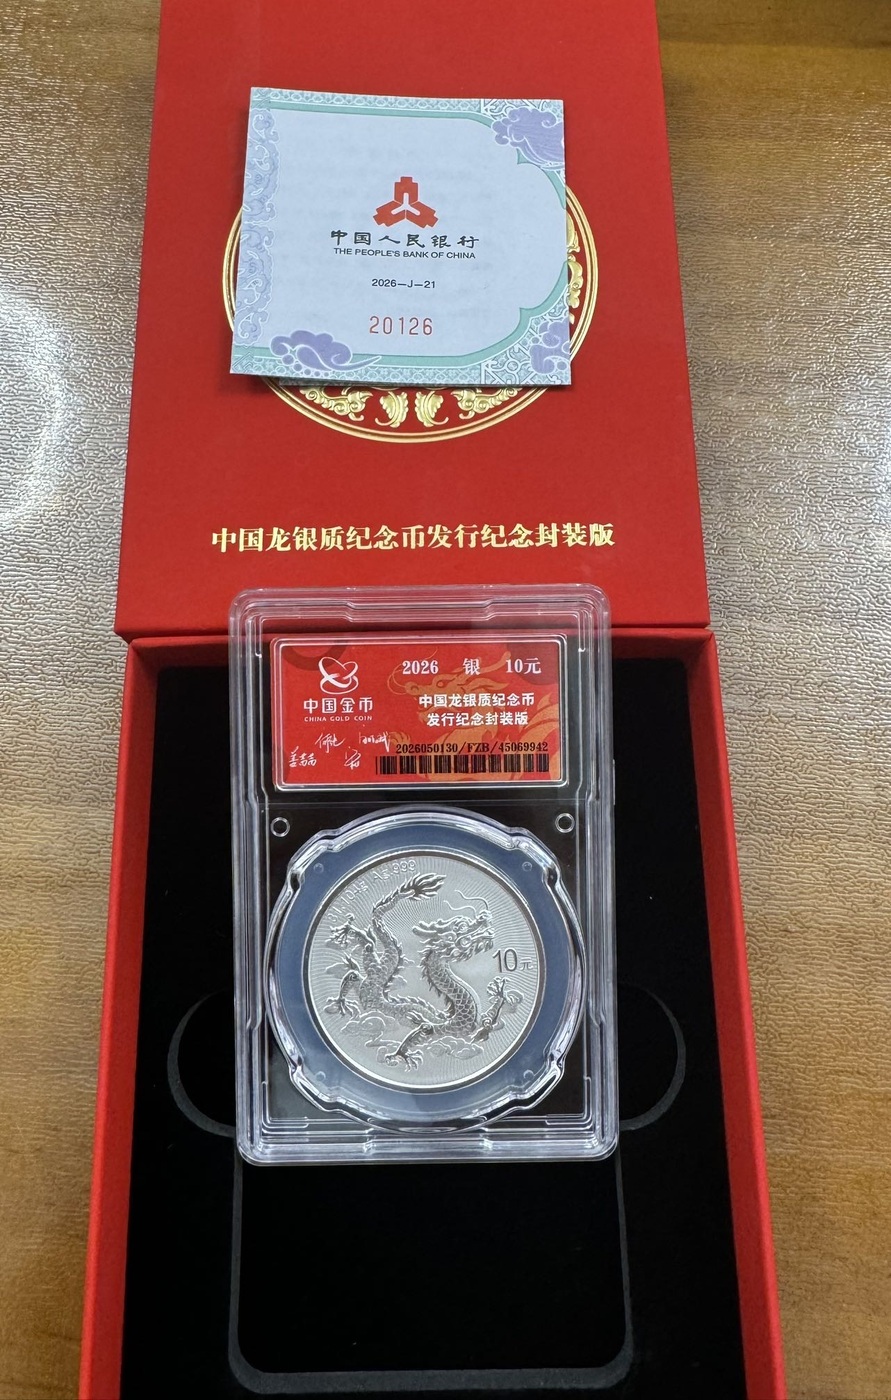 中国人民银行
THE PEOPLE'S BANK OF CHINA
2026—J—21
20126
中国龙银质纪念币发行纪念封装版
2026 银 10元
中国金币
CHINA GOLD COIN
中国龙银质纪念币
发行纪念封装版
2026050130/FZB/45069942
Ag 999
10元